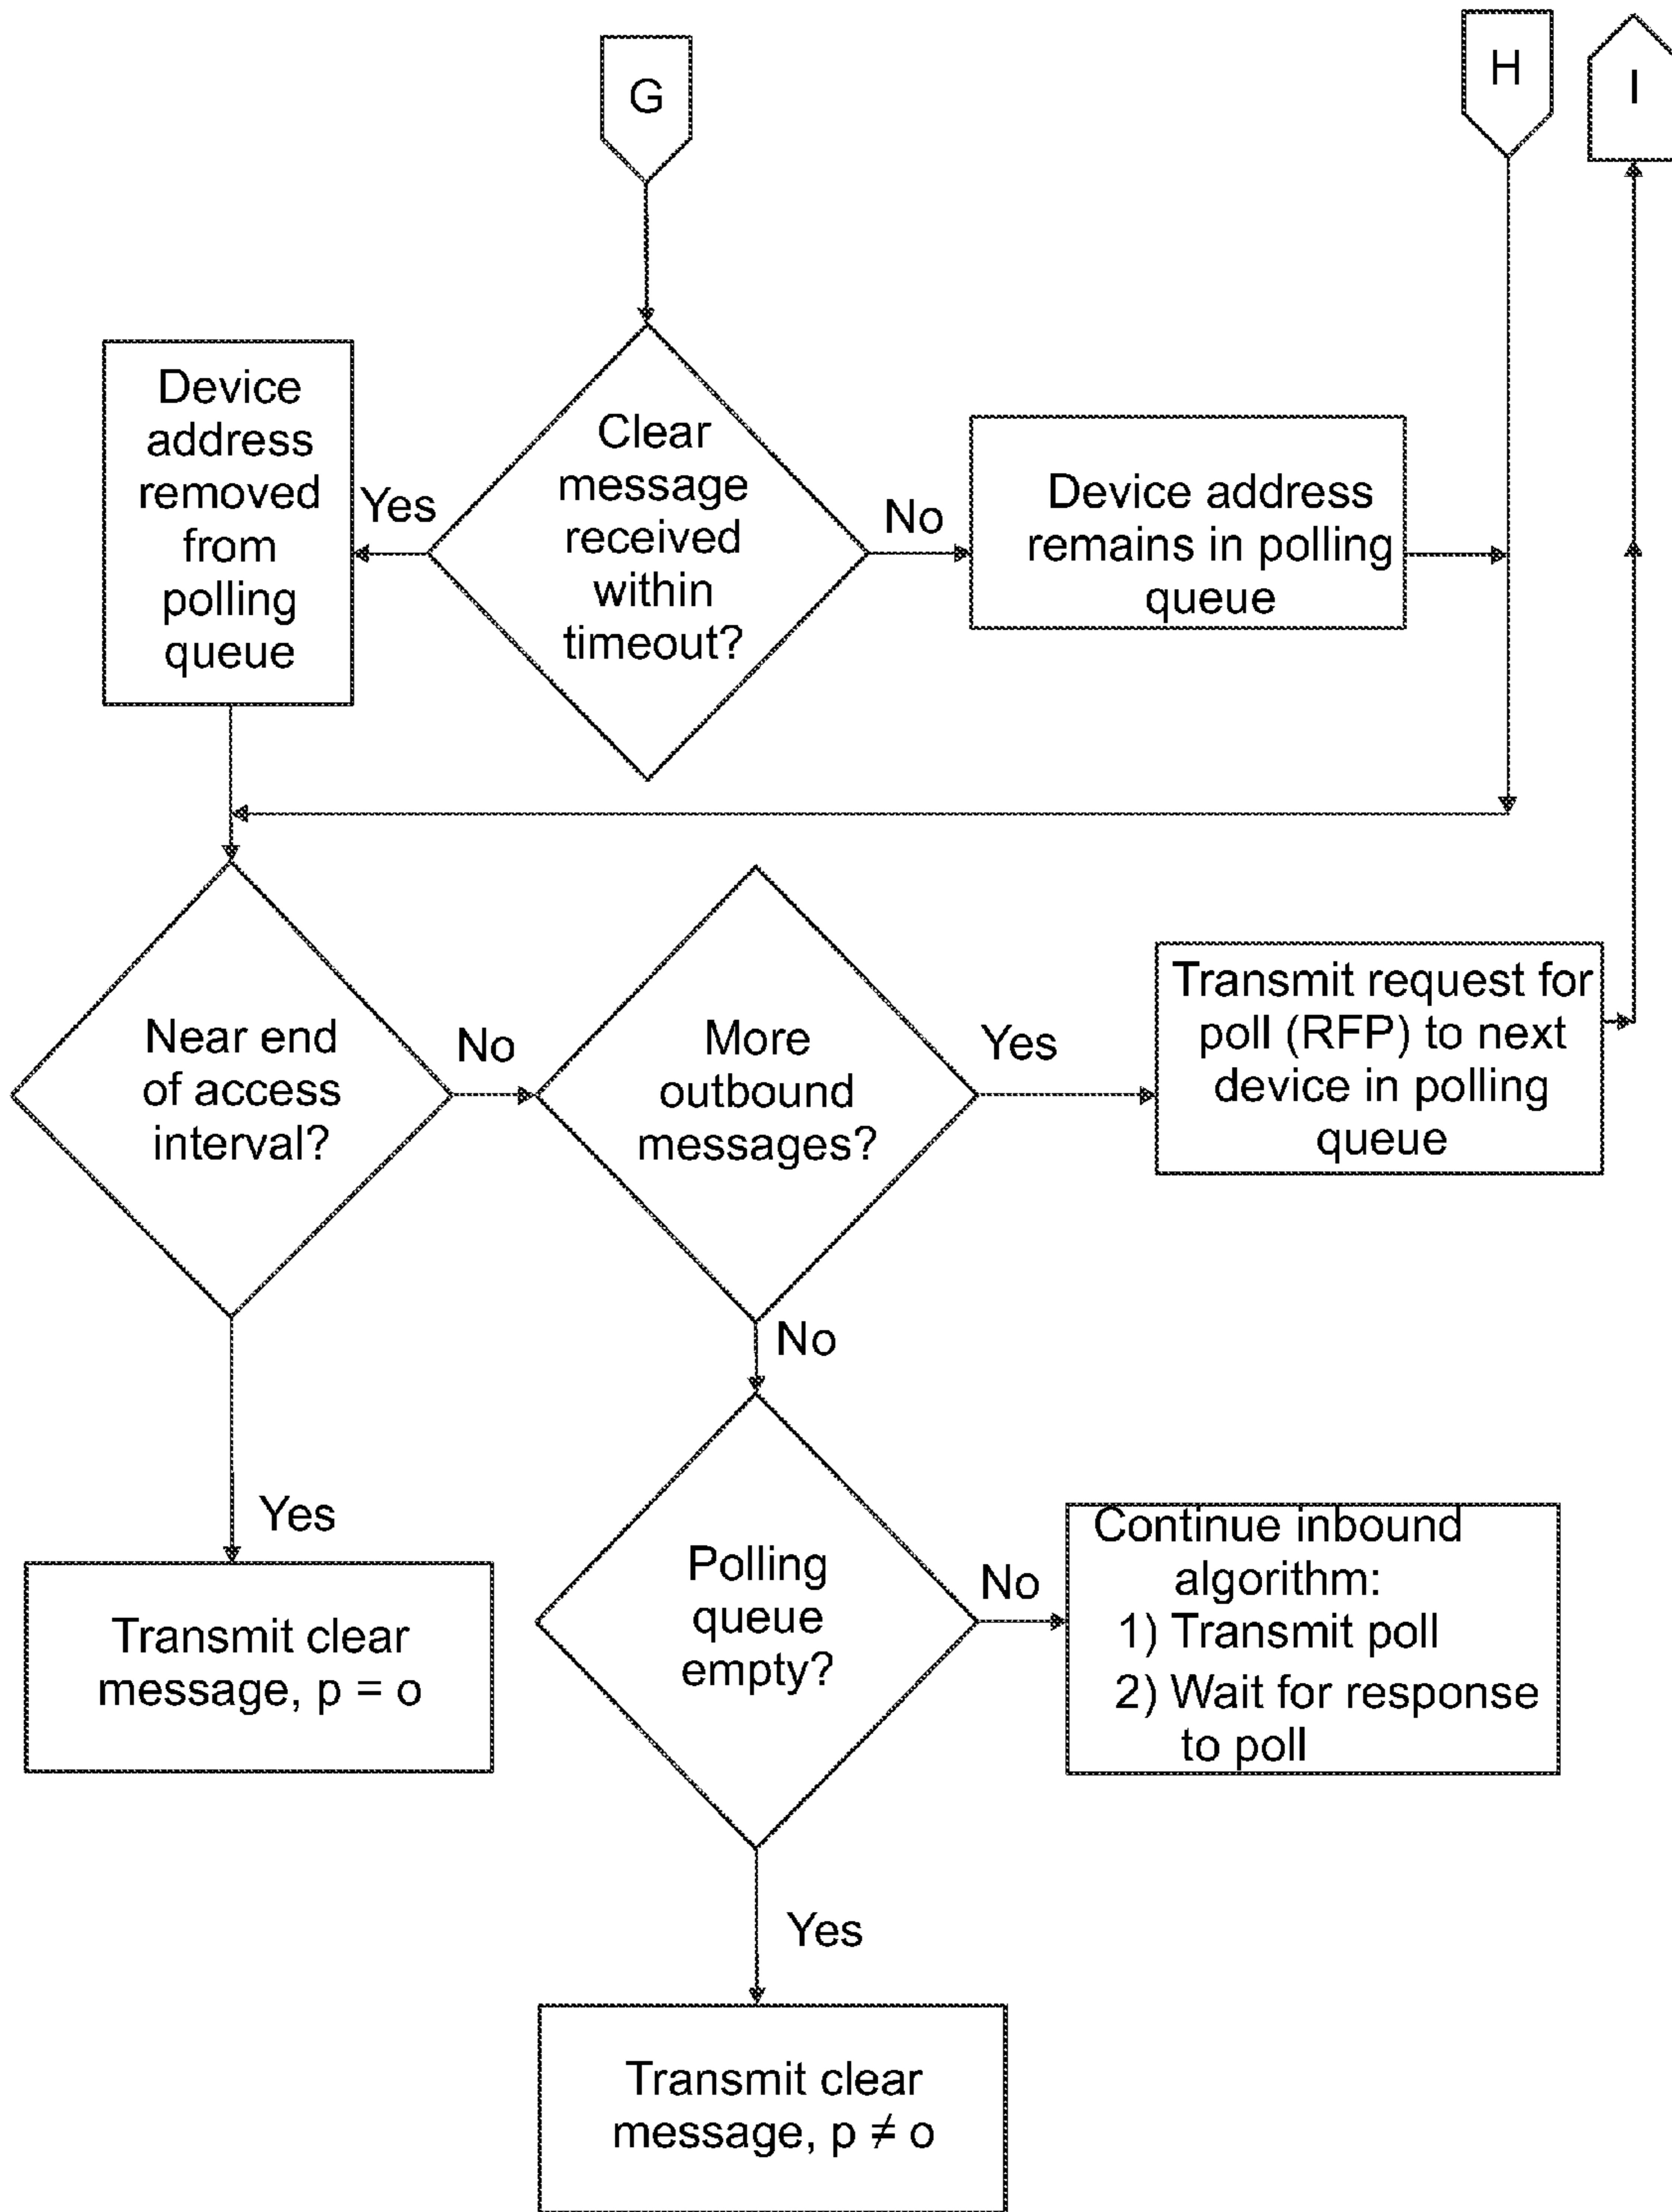 G
H
I
Device
address
removed
from
polling
queue
Yes
Clear
message
received
within
timeout?
No
Device address
remains in polling
queue
Near end
of access
interval?
No
More
outbound
messages?
Yes
Transmit request for
poll (RFP) to next
device in polling
queue
No
Yes
Transmit clear
message, p = o
Polling
queue
empty?
No
Continue inbound
algorithm:
1) Transmit poll
2) Wait for response
to poll
Yes
Transmit clear
message, p ≠ o